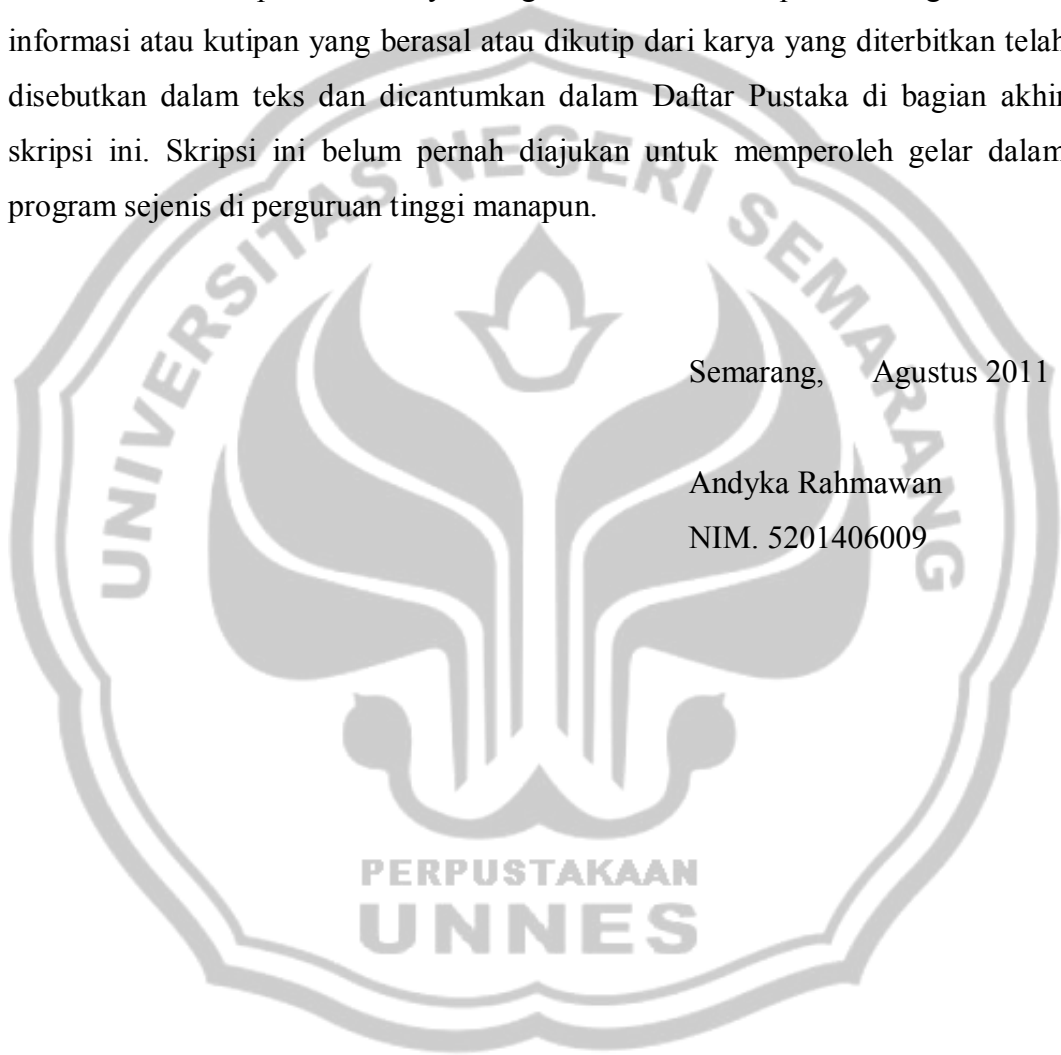 informasi atau kutipan yang berasal atau dikutip dari karya yang diterbitkan telah
disebutkan dalam teks dan dicantumkan dalam Daftar Pustaka di bagian akhir
skripsi ini. Skripsi ini belum pernah diajukan untuk memperoleh gelar dalam
program sejenis di perguruan tinggi manapun.
UNIVERSITAS NEGERI SEMARANG
Semarang, Agustus 2011
Andyka Rahmawan
NIM. 5201406009
PERPUSTAKAAN
UNNES